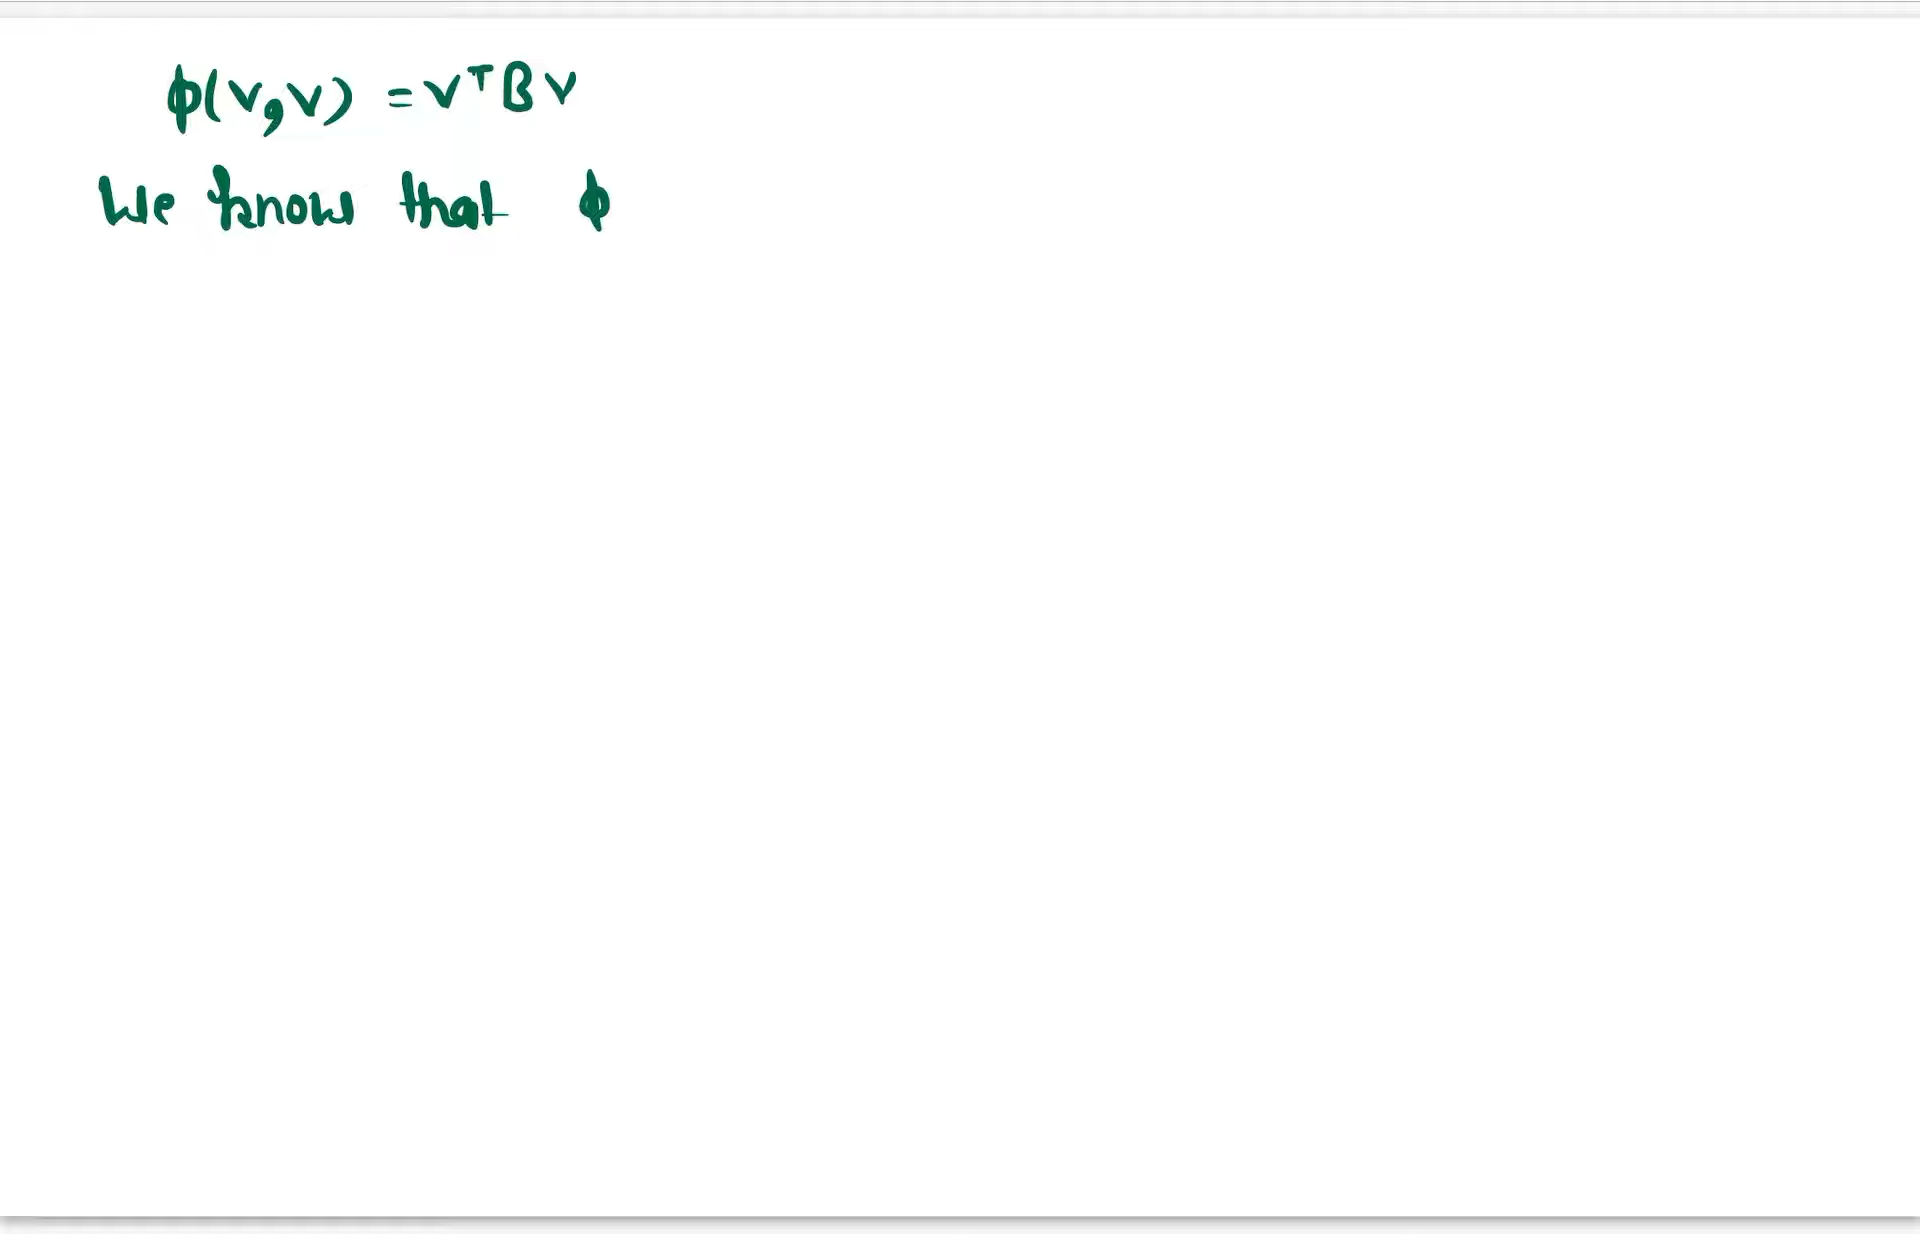 ϕ(v,v) = vᵀBv
We know that ϕ